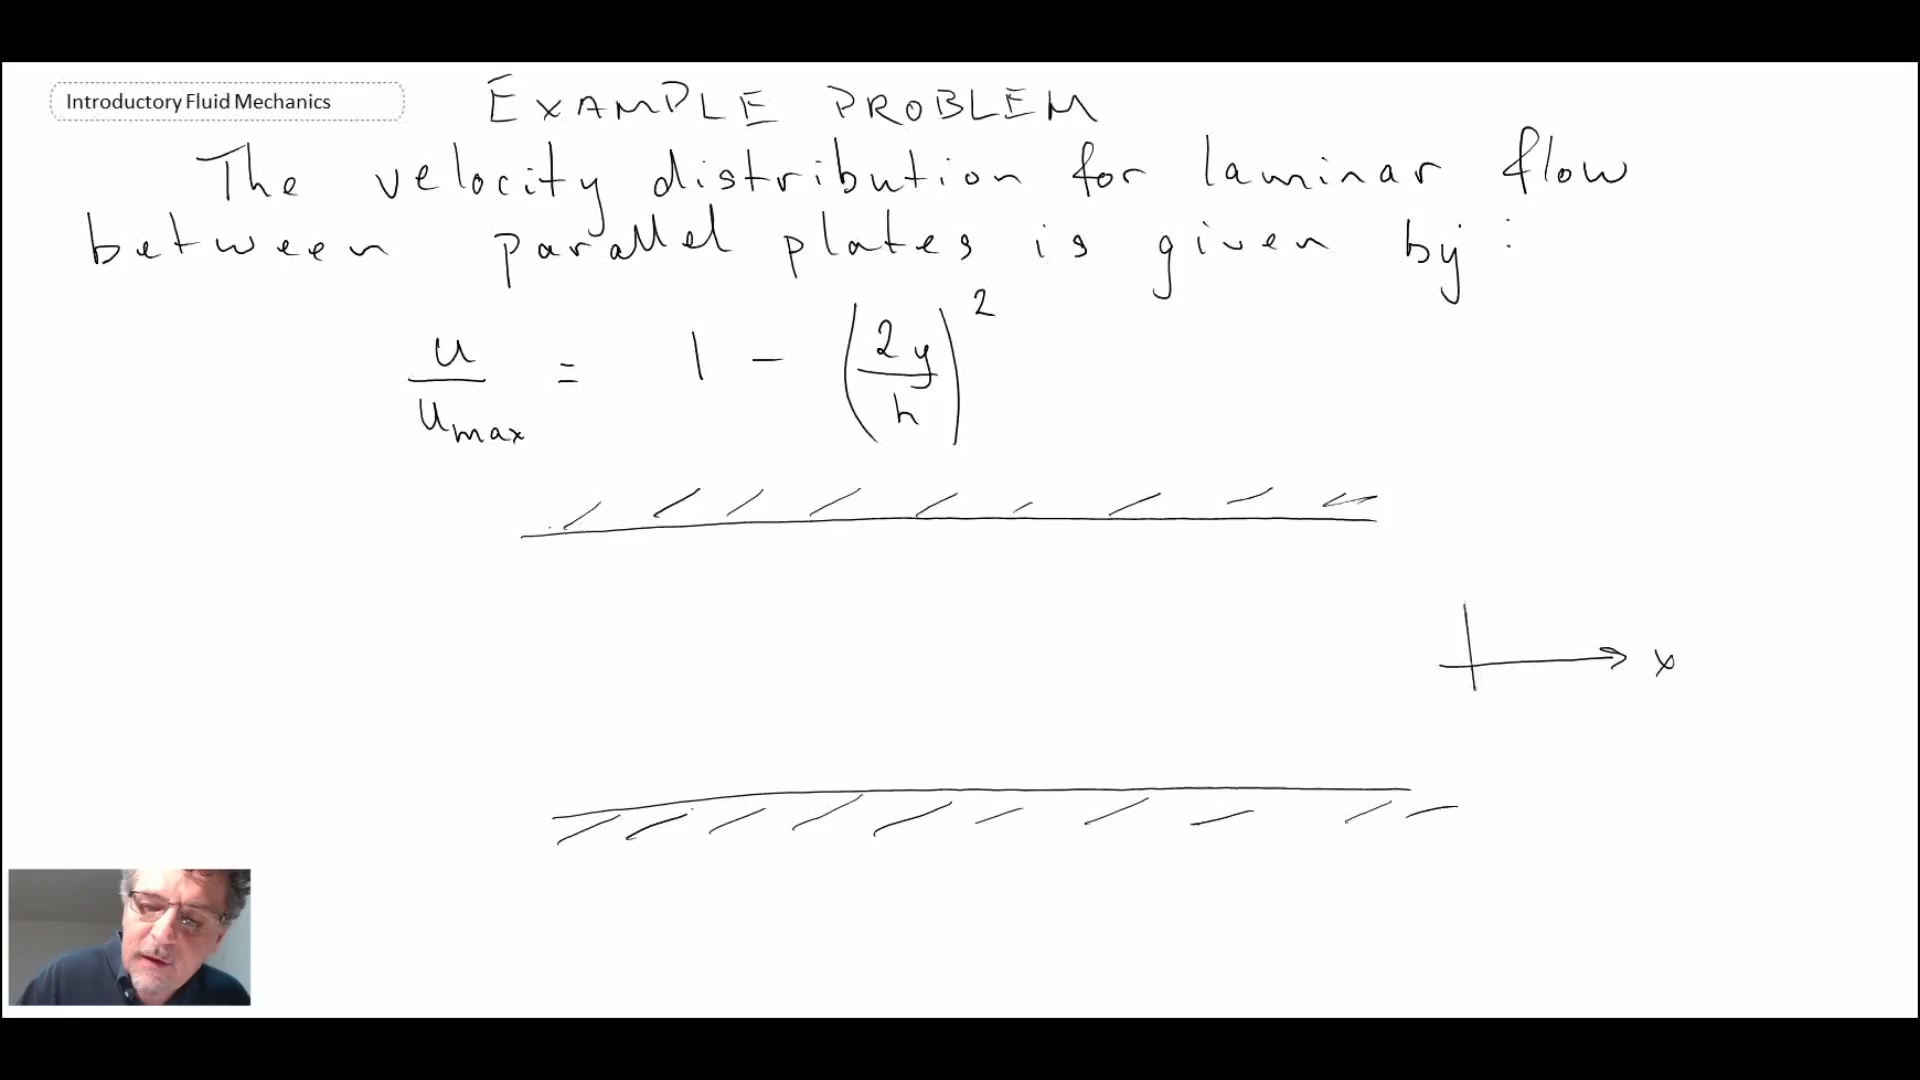 Introductory Fluid Mechanics
EXAMPLE PROBLEM
The velocity distribution for laminar flow
between parallel plates is given by:
u/u_max = 1 - (2y/h)^2
x